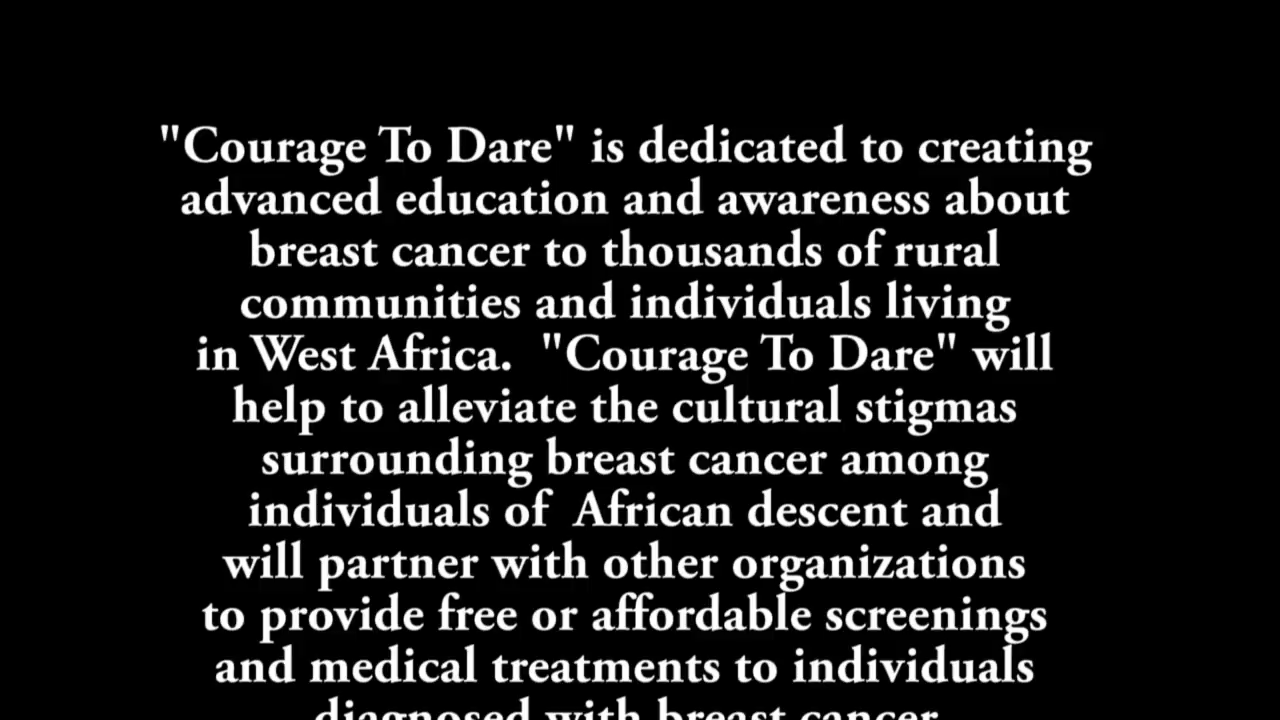 "Courage To Dare" is dedicated to creating
advanced education and awareness about
breast cancer to thousands of rural
communities and individuals living
in West Africa.  "Courage To Dare" will
help to alleviate the cultural stigmas
surrounding breast cancer among
individuals of  African descent and
will partner with other organizations
to provide free or affordable screenings
and medical treatments to individuals
diagnosed with breast cancer